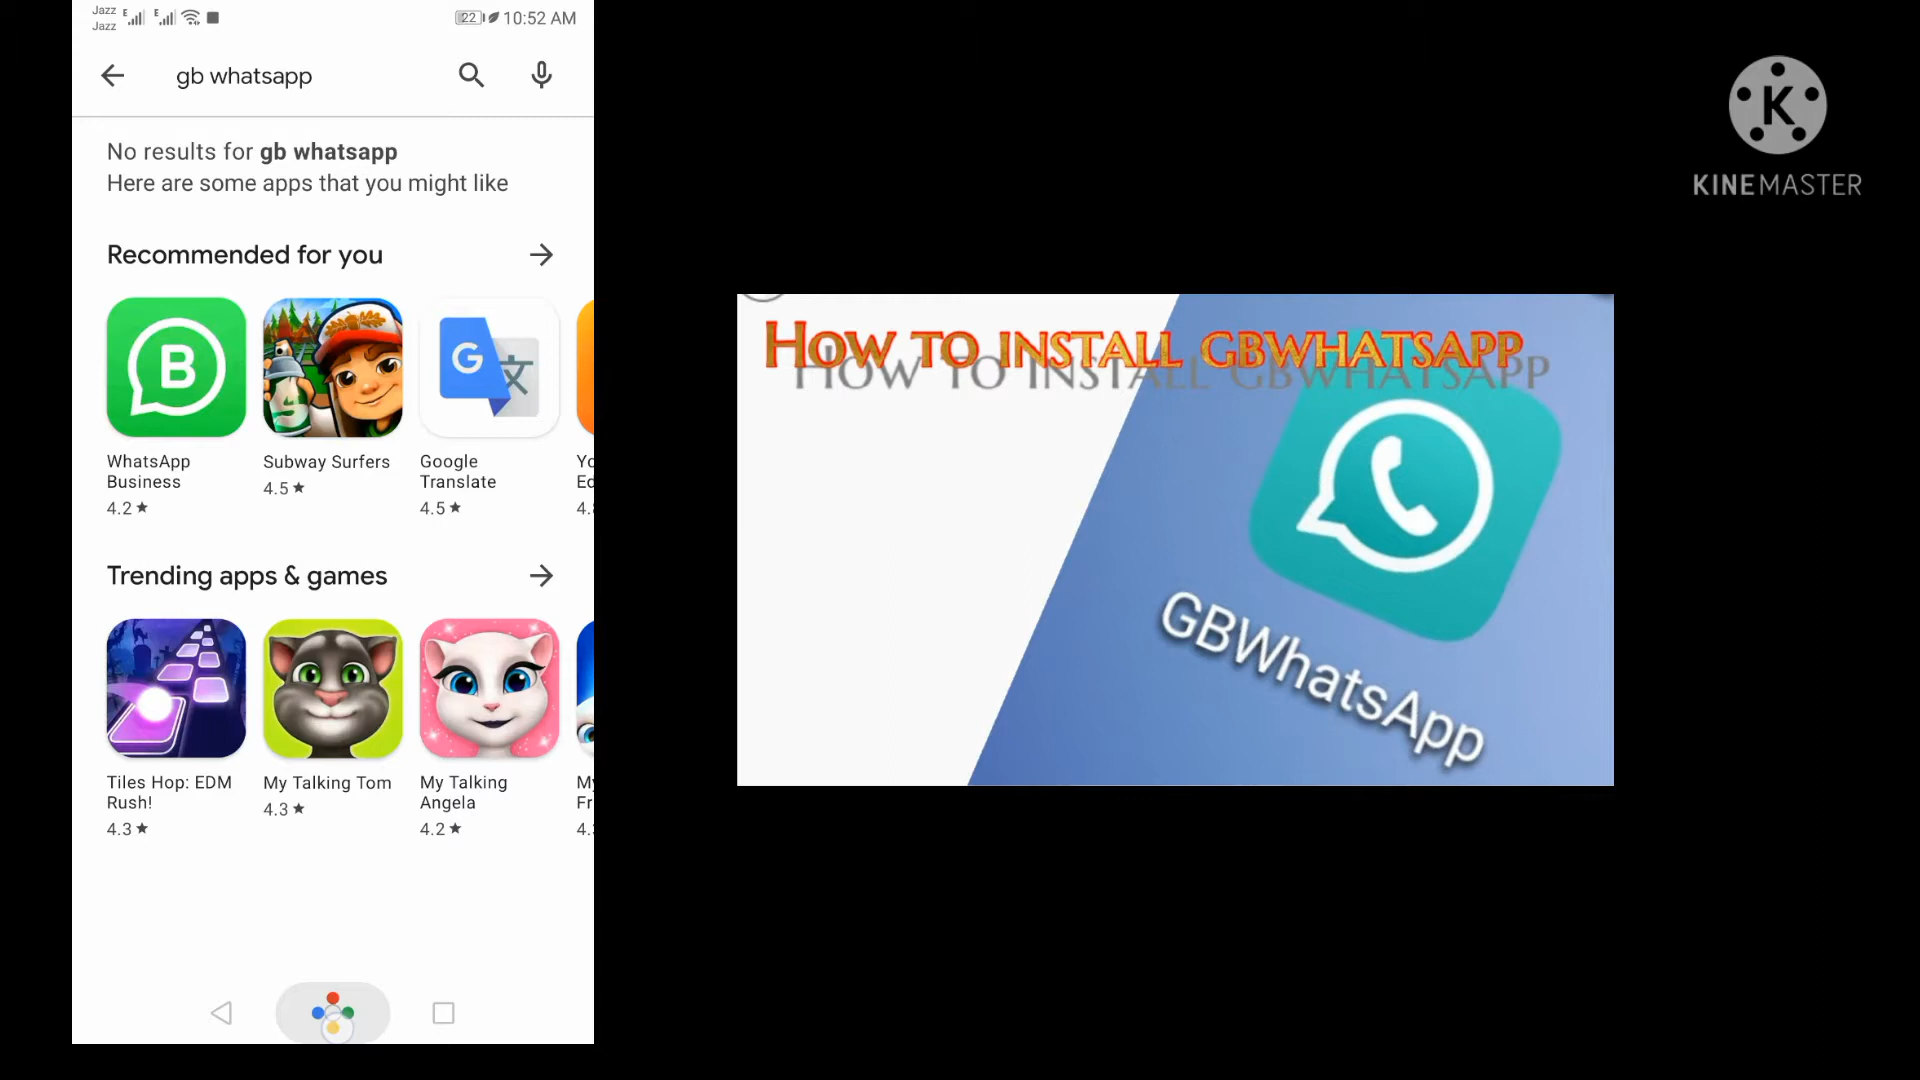 Jazz
Jazz
E
E
22
10:52 AM
gb whatsapp
No results for gb whatsapp
Here are some apps that you might like
Recommended for you
B
G
WhatsApp
Business
4.2 ★
Subway Surfers
4.5 ★
Google
Translate
4.5 ★
Trending apps & games
Tiles Hop: EDM
Rush!
4.3 ★
My Talking Tom
4.3 ★
My Talking
Angela
4.2 ★
How to install gbwhatsapp
GBWhatsApp
K
KINEMASTER